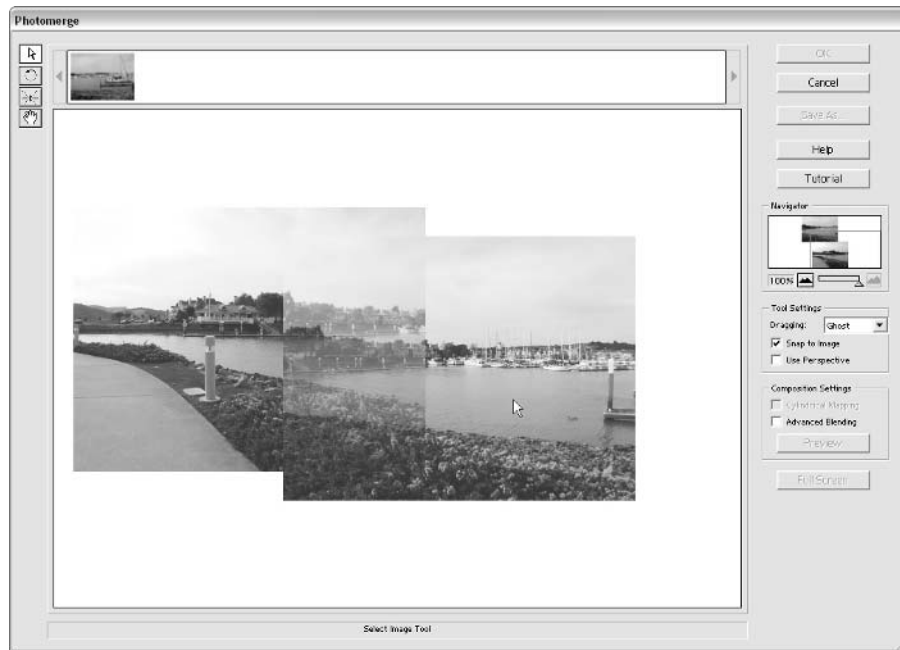 Photomerge
OK
Cancel
Save As...
Help
Tutorial
Navigator
100%
Tool Settings
Dragging: Ghost
Snap to Image
Use Perspective
Composition Settings
Cylindrical Mapping
Advanced Blending
Preview
Full Screen
Select Image Tool